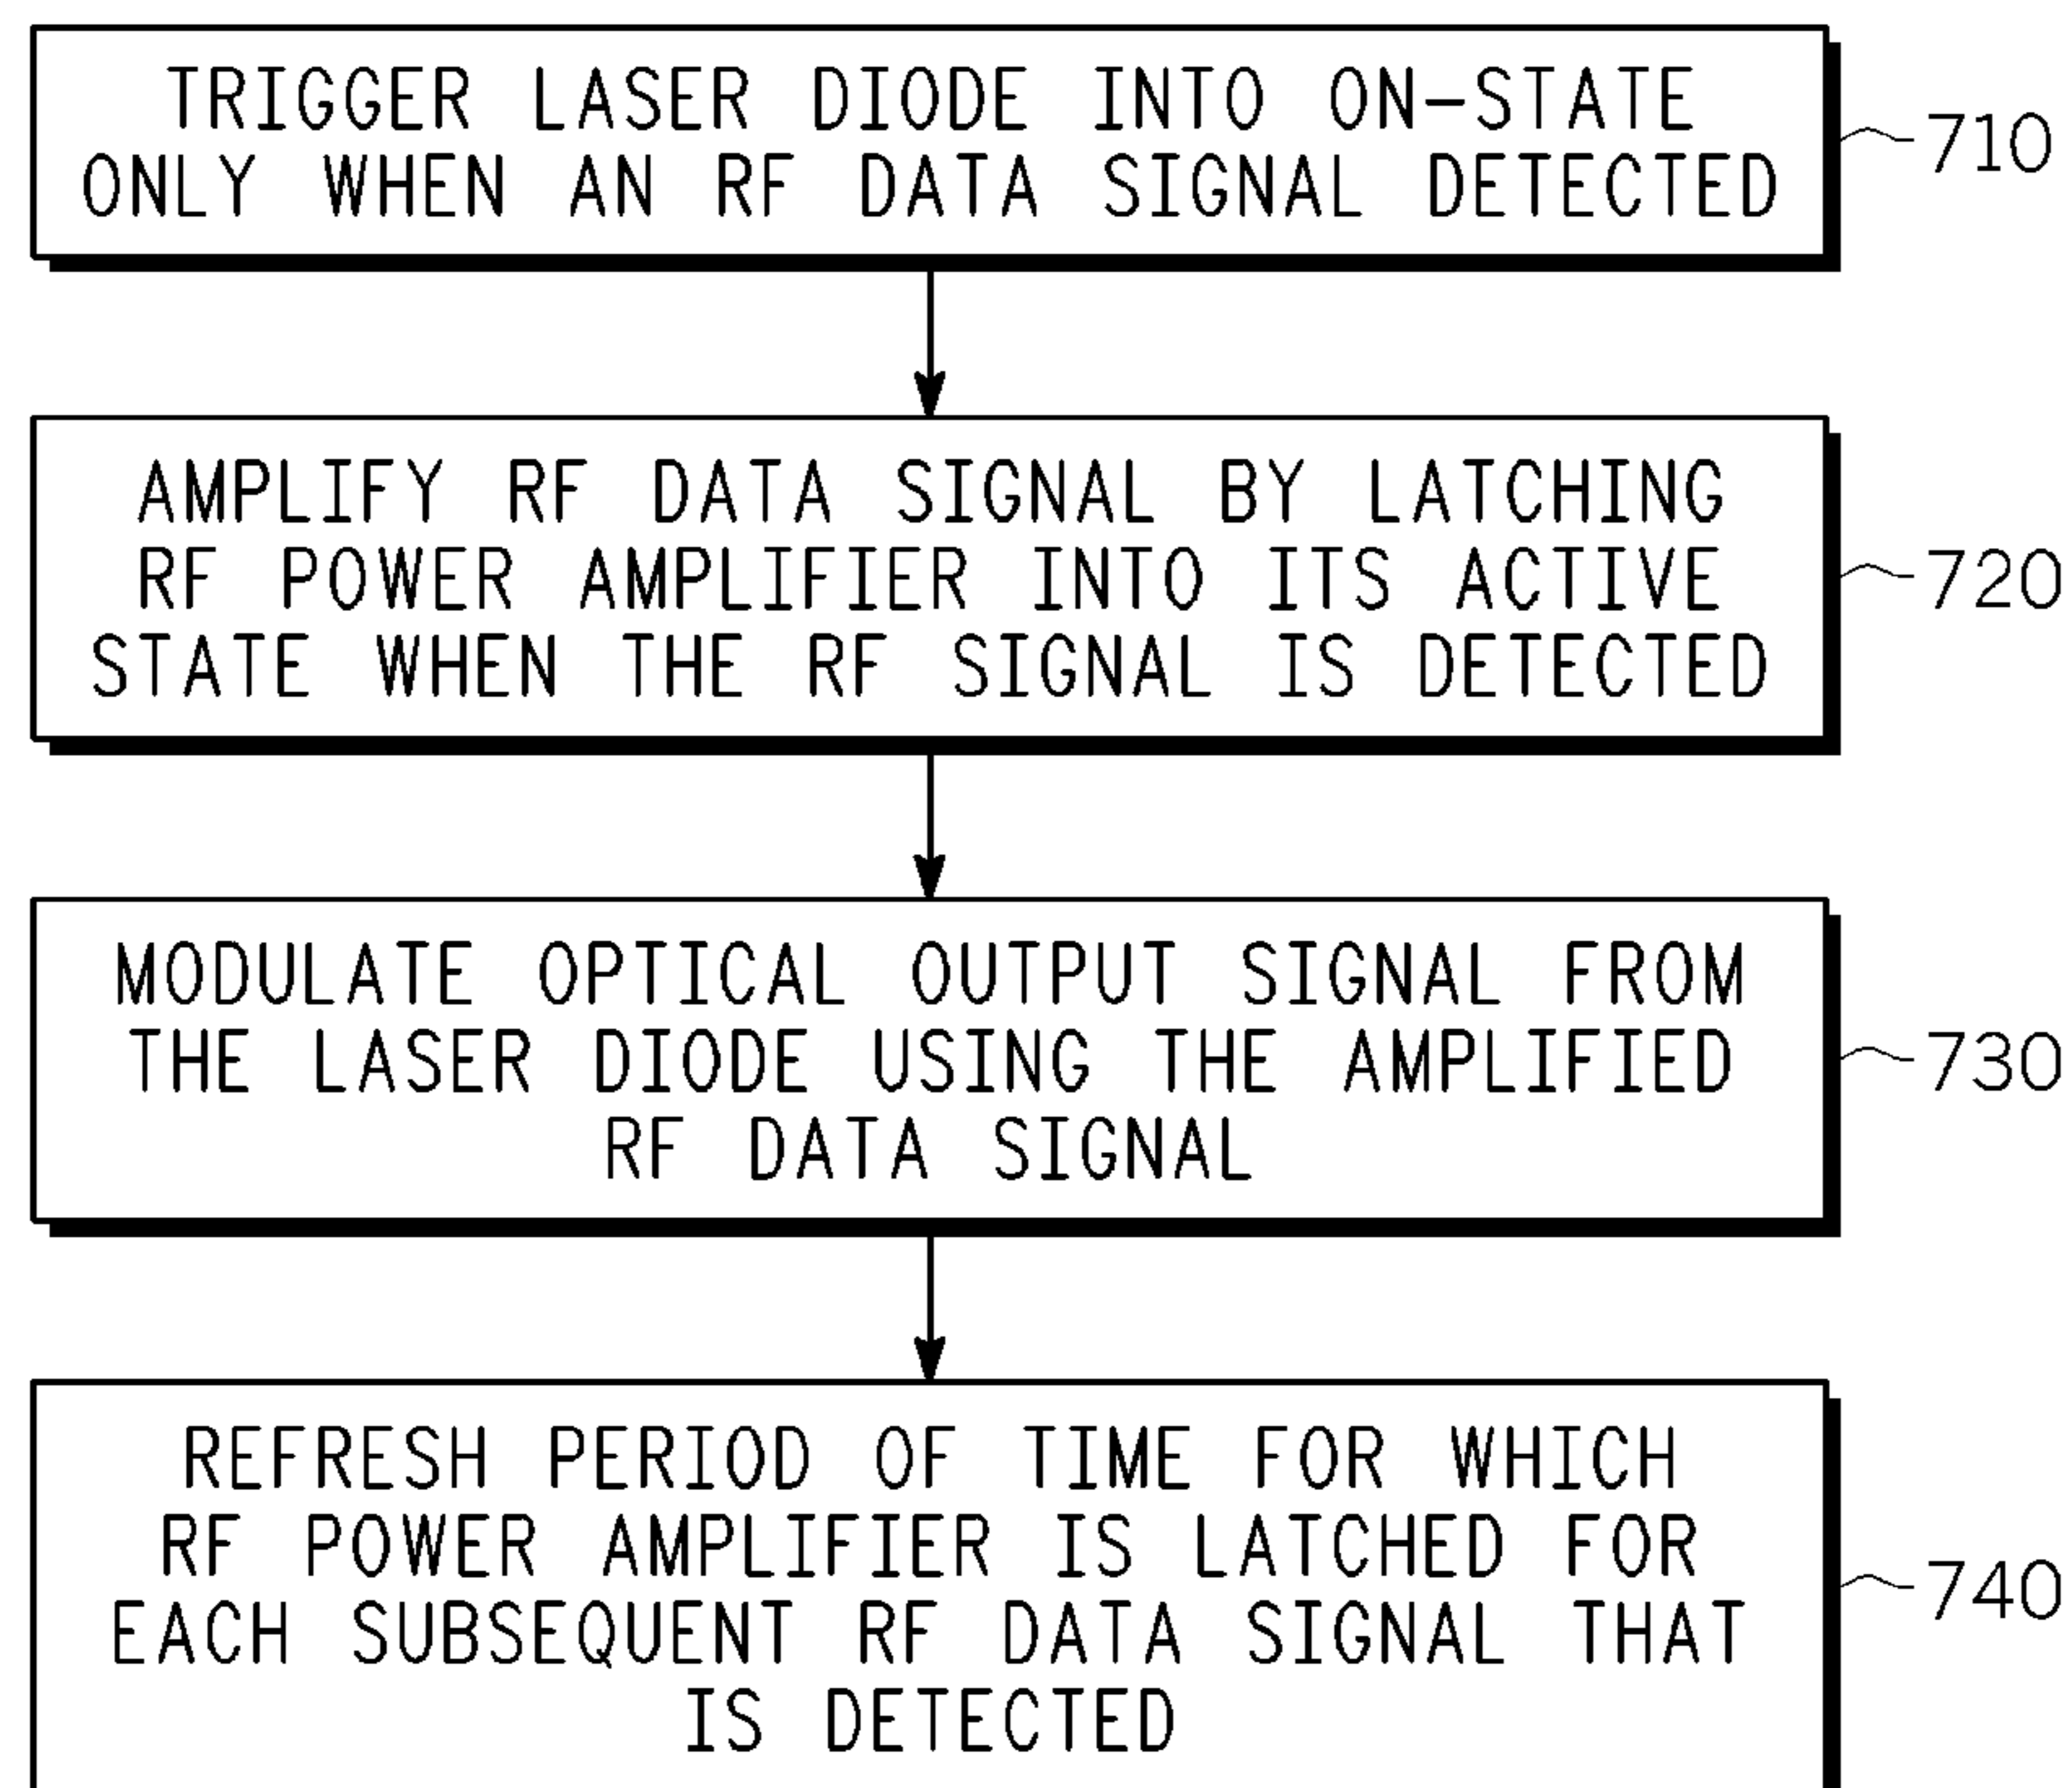 TRIGGER LASER DIODE INTO ON-STATE
ONLY WHEN AN RF DATA SIGNAL DETECTED
710
AMPLIFY RF DATA SIGNAL BY LATCHING
RF POWER AMPLIFIER INTO ITS ACTIVE
STATE WHEN THE RF SIGNAL IS DETECTED
720
MODULATE OPTICAL OUTPUT SIGNAL FROM
THE LASER DIODE USING THE AMPLIFIED
RF DATA SIGNAL
730
REFRESH PERIOD OF TIME FOR WHICH
RF POWER AMPLIFIER IS LATCHED FOR
EACH SUBSEQUENT RF DATA SIGNAL THAT
IS DETECTED
740